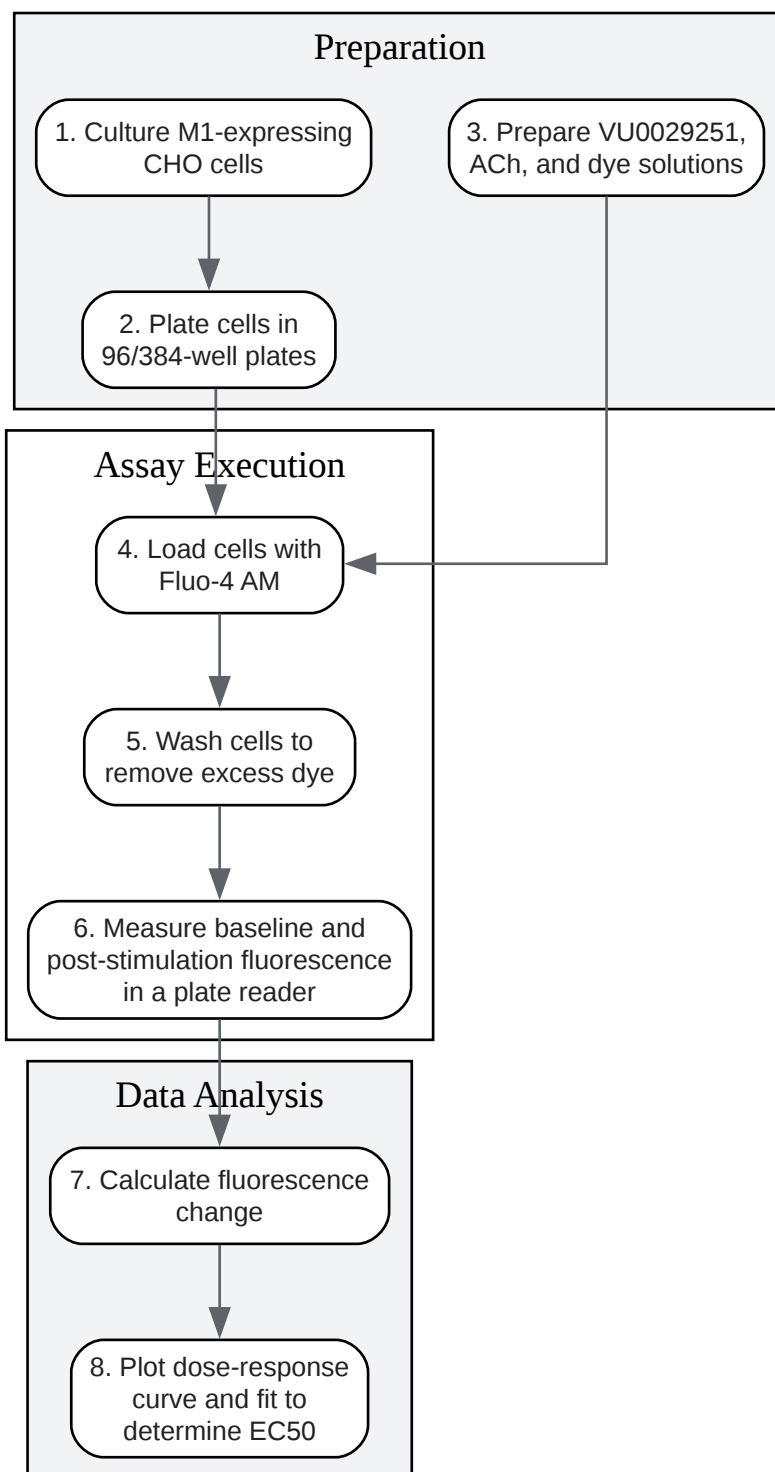 Preparation
1. Culture M1-expressing
CHO cells
3. Prepare VU0029251,
ACh, and dye solutions
2. Plate cells in
96/384-well plates
Assay Execution
4. Load cells with
Fluo-4 AM
5. Wash cells to
remove excess dye
6. Measure baseline and
post-stimulation fluorescence
in a plate reader
Data Analysis
7. Calculate fluorescence
change
8. Plot dose-response
curve and fit to
determine EC50